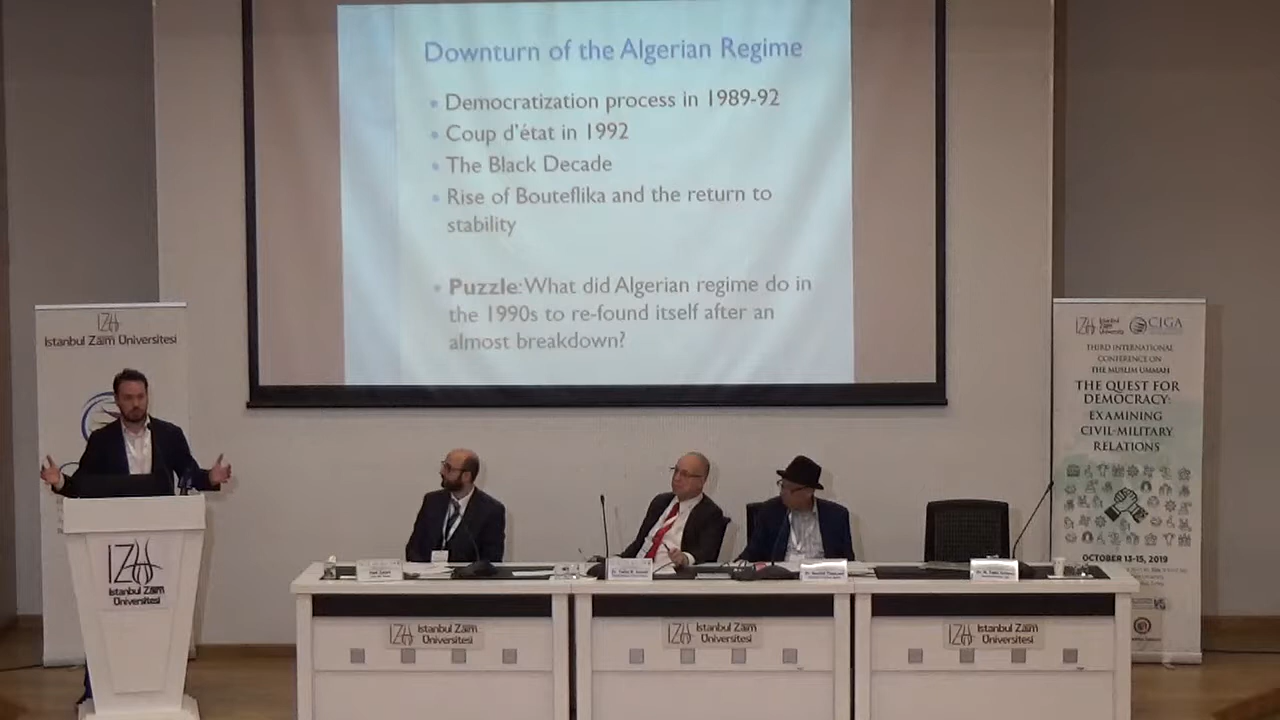 Downturn of the Algerian Regime
• Democratization process in 1989-92
• Coup d'état in 1992
• The Black Decade
• Rise of Bouteflika and the return to
stability
• Puzzle: What did Algerian regime do in
the 1990s to re-found itself after an
almost breakdown?
İstanbul Zaim Üniversitesi
İstanbul
Zaim
Üniversitesi
CIGA
THIRD INTERNATIONAL
CONFERENCE ON
THE MUSLIM UMMAH
THE QUEST FOR
DEMOCRACY:
EXAMINING
CIVIL-MILITARY
RELATIONS
OCTOBER 13-15, 2019
İstanbul Zaim
Üniversitesi
İstanbul Zaim
Üniversitesi
İstanbul Zaim
Üniversitesi
İstanbul Zaim
Üniversitesi